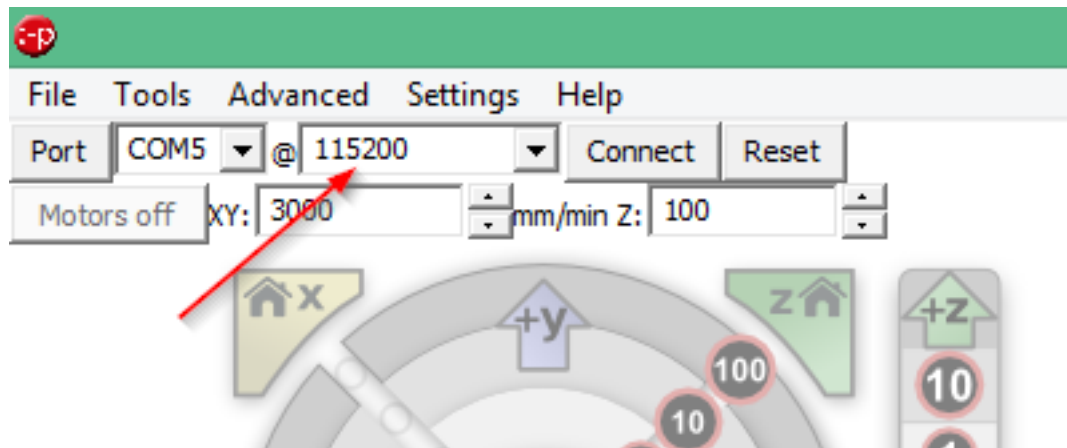 :-p
File Tools Advanced Settings Help
Port COM5 @ 115200 Connect Reset
Motors off XY: 3000 mm/min Z: 100
x +y z +z
100 10
10